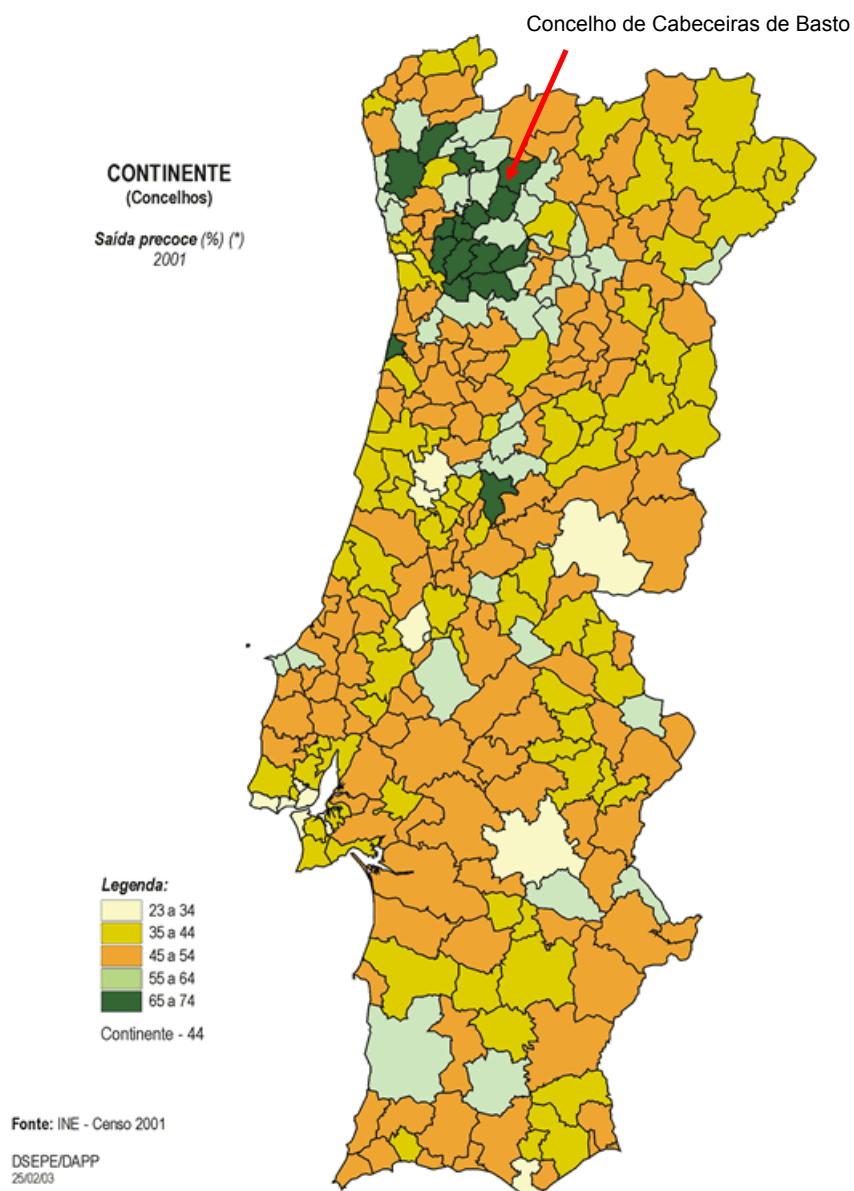 Concelho de Cabeceiras de Basto
CONTINENTE
(Concelhos)
Saída precoce (%) (*)
2001
Legenda:
23 a 34
35 a 44
45 a 54
55 a 64
65 a 74
Continente - 44
Fonte: INE - Censo 2001
DSEPE/DAPP
25/02/03